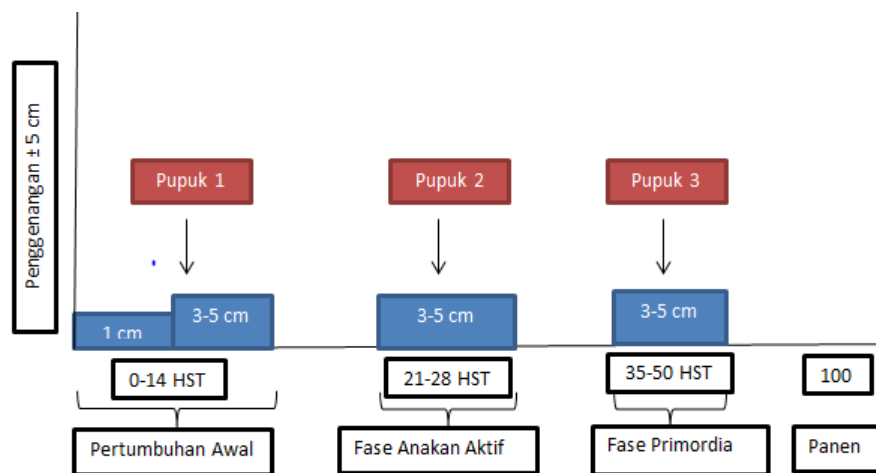 Penggenangan ± 5 cm
Pupuk 1
Pupuk 2
Pupuk 3
1 cm
3-5 cm
3-5 cm
3-5 cm
0-14 HST
21-28 HST
35-50 HST
100
Pertumbuhan Awal
Fase Anakan Aktif
Fase Primordia
Panen